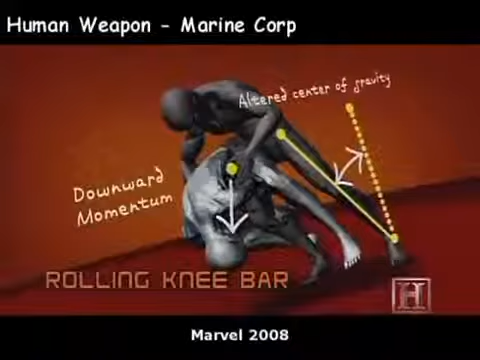 Human Weapon - Marine Corp
Altered center of gravity
Downward
Momentum
ROLLING KNEE BAR
H
Marvel 2008